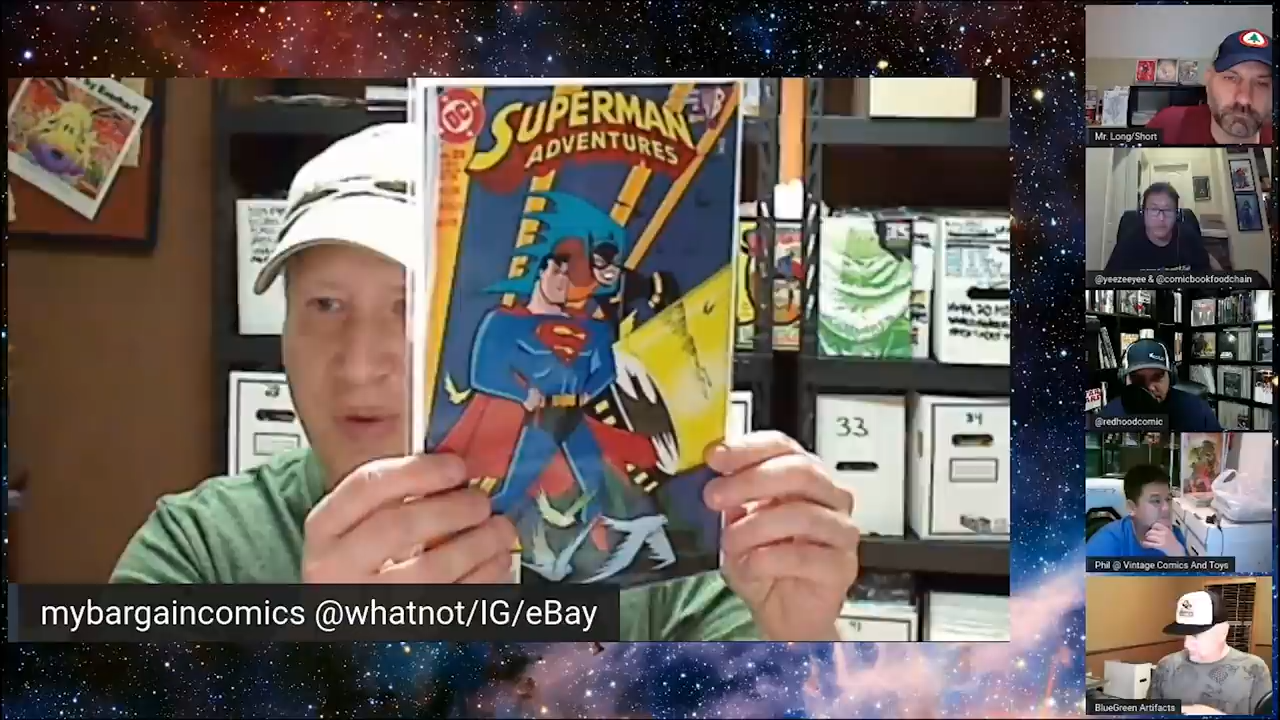 DC
SUPERMAN
ADVENTURES
33
34
mybargaincomics @whatnot/IG/eBay
Mr. Long/Short
@yeezeeyee & @comicbookfoodchain
@redhoodcomic
Phil @ Vintage Comics And Toys
BlueGreen Artifacts